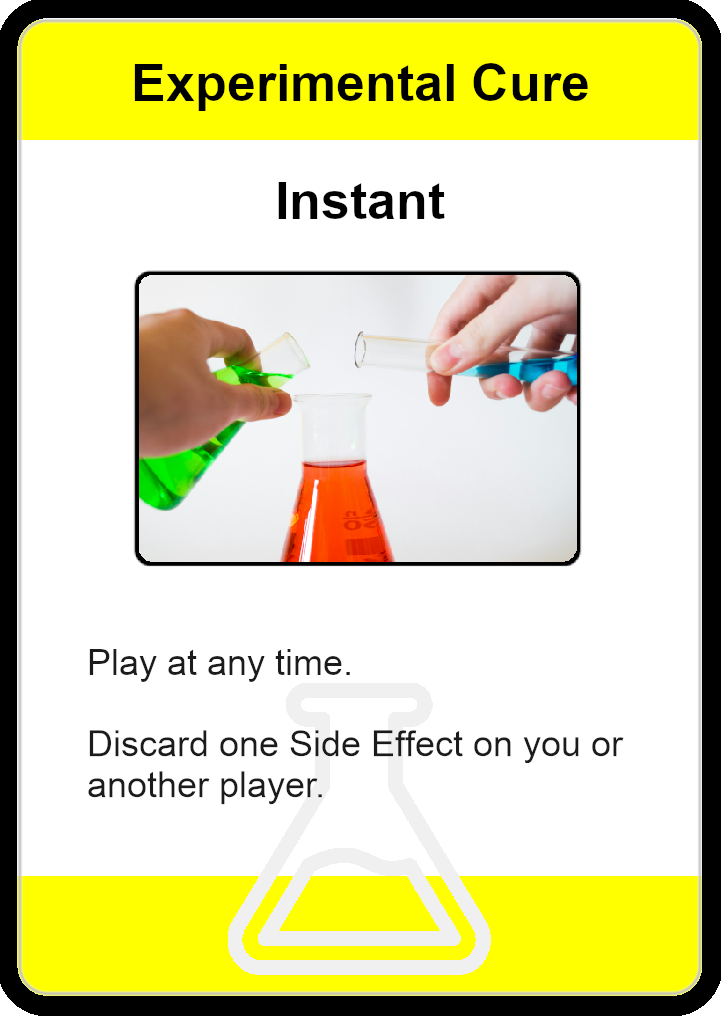 Experimental Cure
Instant
Play at any time.
Discard one Side Effect on you or
another player.